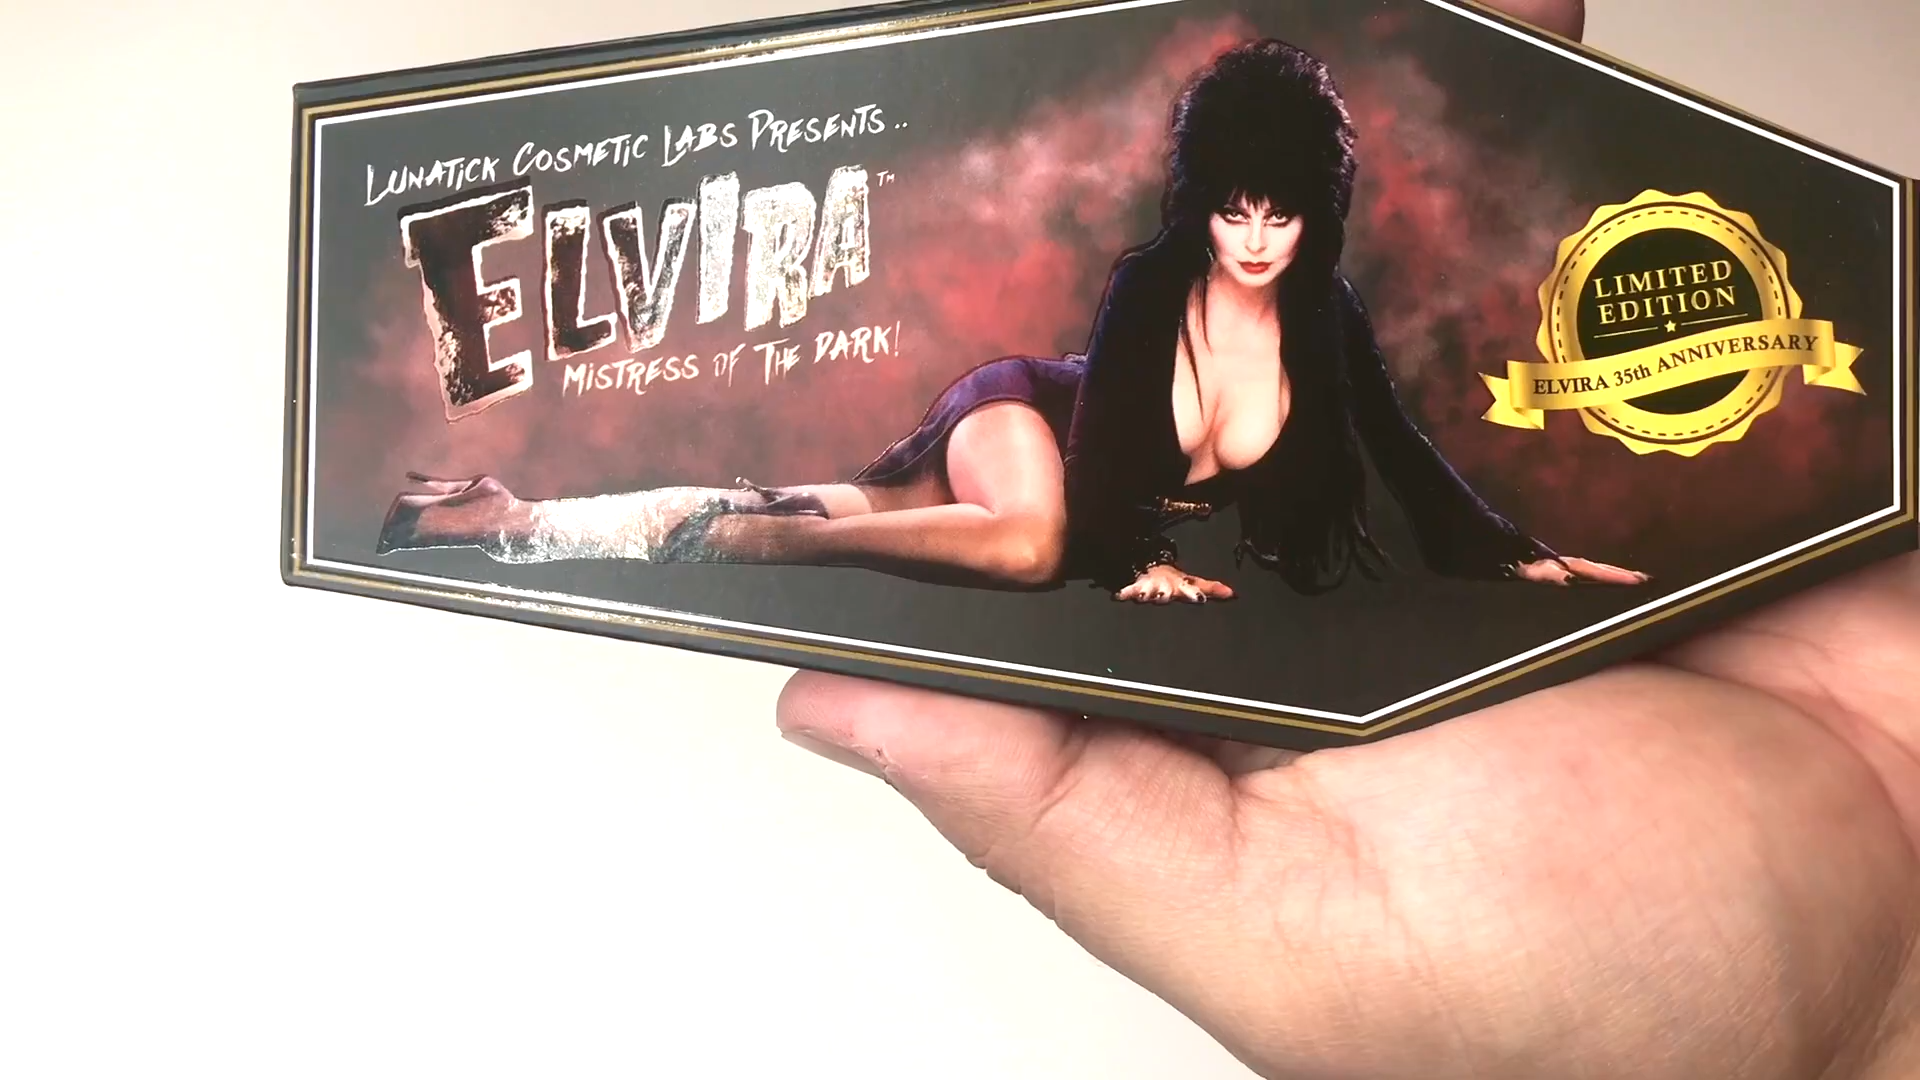 LUNATICK COSMETIC LABS PRESENTS..
ELVIRA™
MISTRESS OF THE DARK!
LIMITED
EDITION
ELVIRA 35th ANNIVERSARY